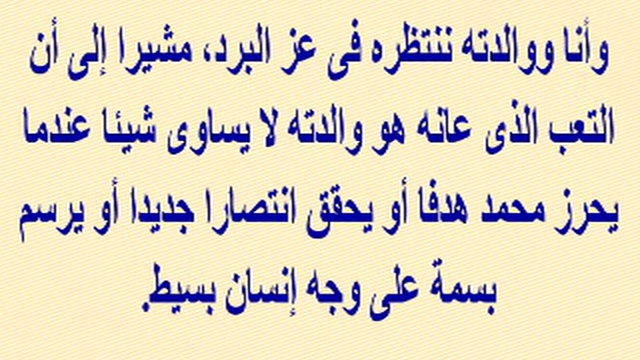 وأنا ووالدته ننتظره فى عز البرد، مشيرا إلى أن
التعب الذى عانه هو والدته لا يساوى شيئا عندما
يحرز محمد هدفا أو يحقق انتصارا جديدا أو يرسم
بسمة على وجه إنسان بسيط.